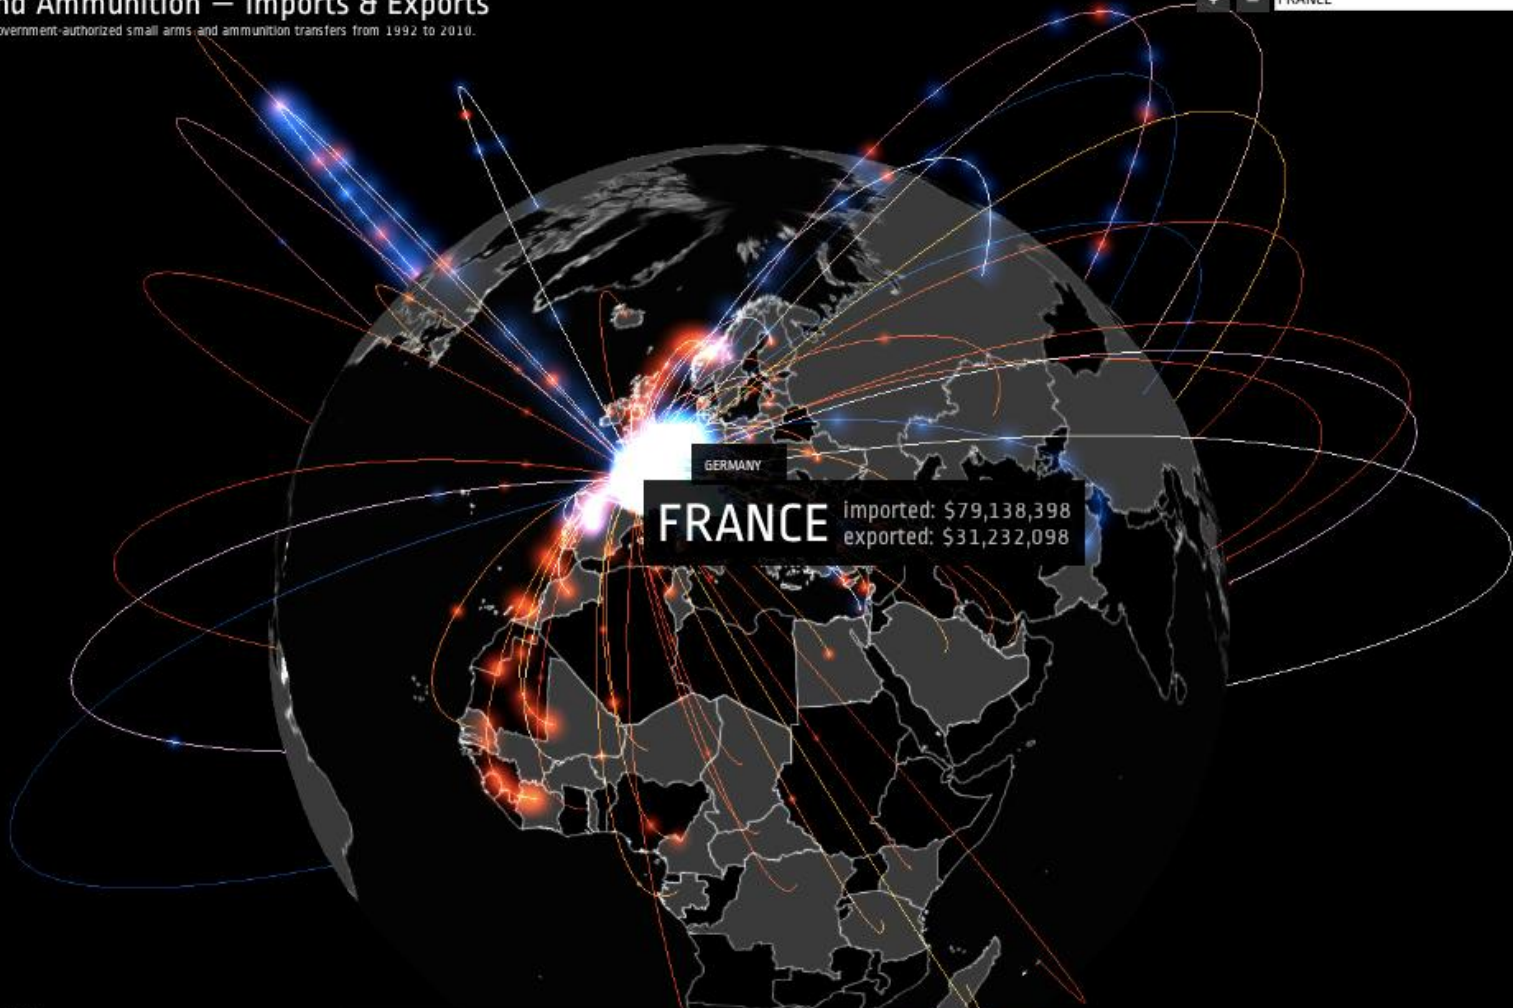 nd Ammunition — Imports & Exports
FRANCE
overnment-authorized small arms and ammunition transfers from 1992 to 2010.
GERMANY
FRANCE
imported: $79,138,398
exported: $31,232,098